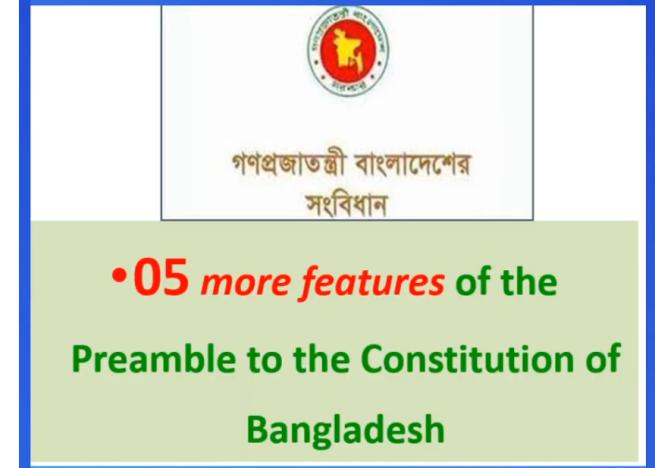 গণপ্রজাতন্ত্রী বাংলাদেশের
সংবিধান
•05 more features of the
Preamble to the Constitution of
Bangladesh